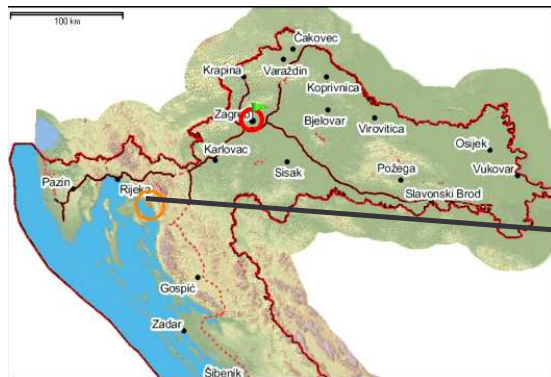 100 km
Čakovec
Varaždin
Krapina
Koprivnica
Zagreb
Bjelovar
Virovitica
Karlovac
Osijek
Sisak
Požega
Vukovar
Pazin
Rijeka
Slavonski Brod
Gospić
Zadar
Šibenik